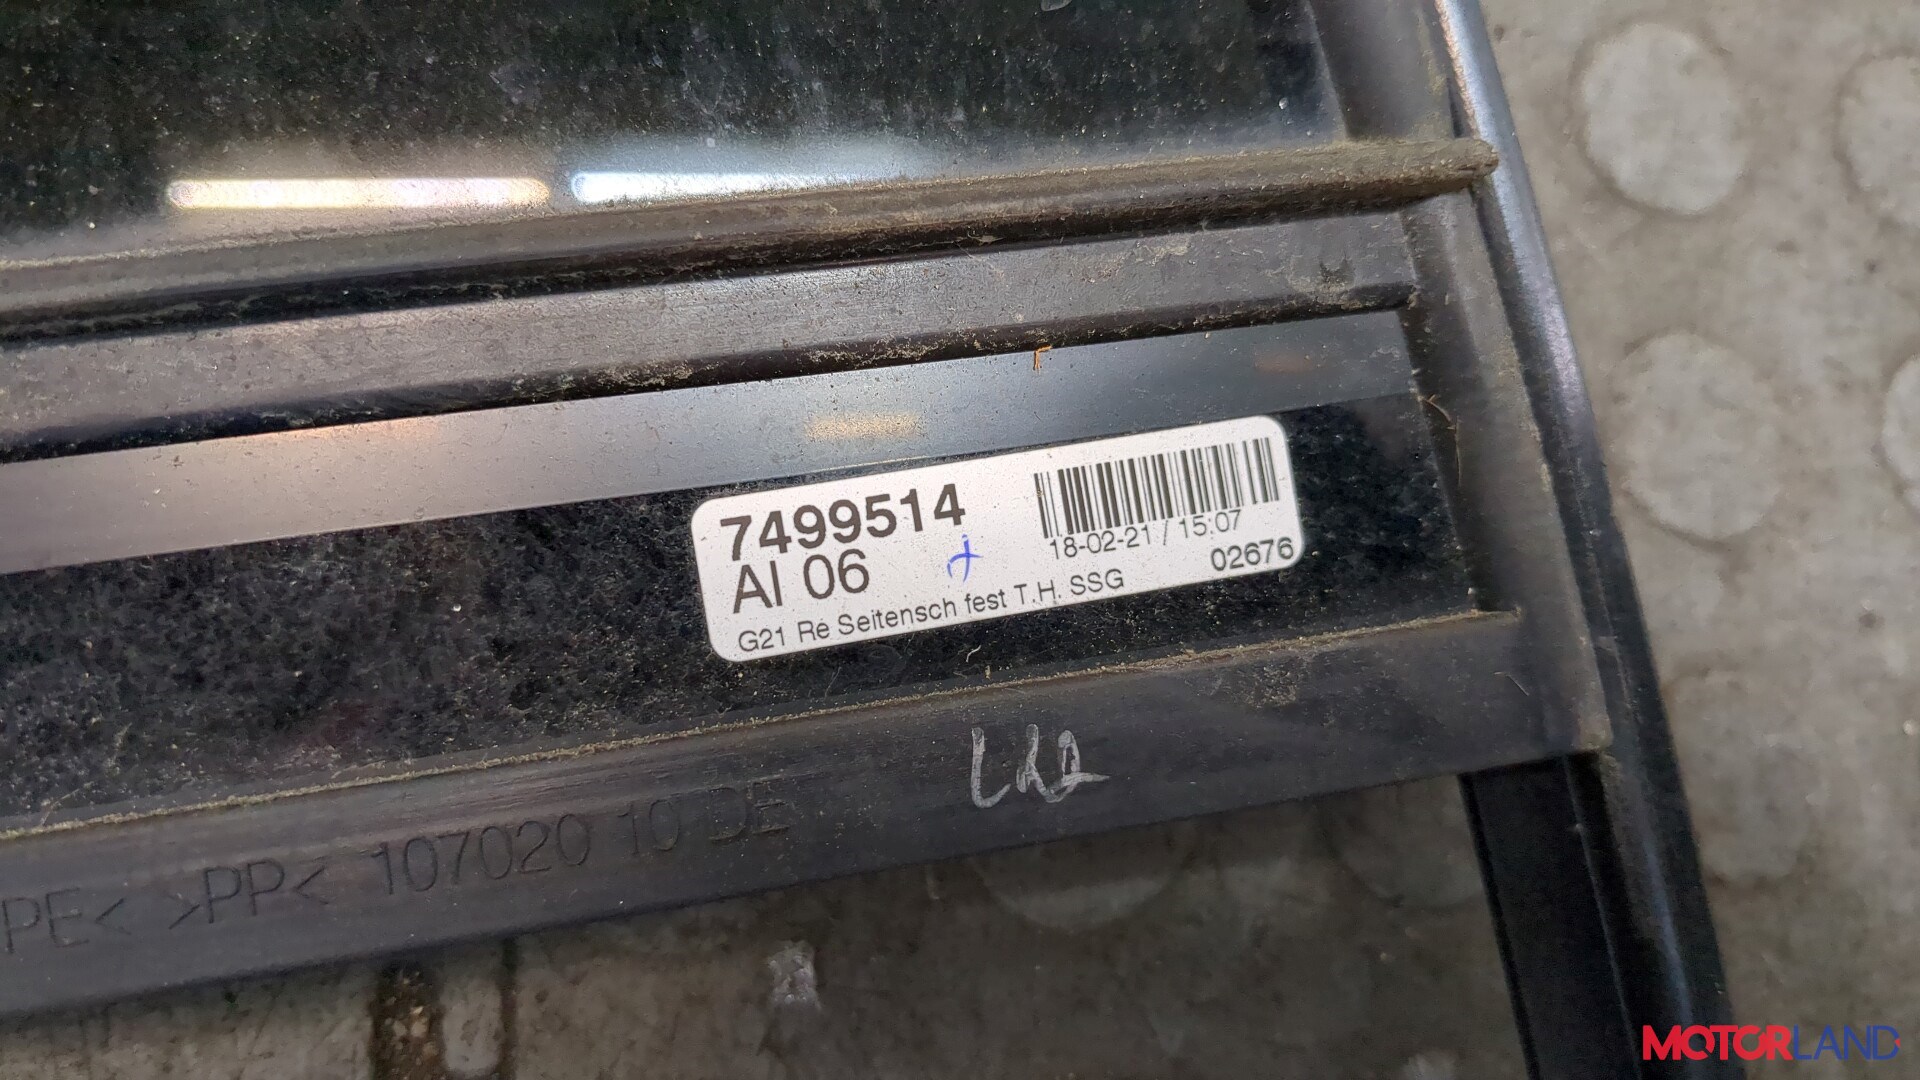 7499514
AI 06
18-02-21 / 15:07
02676
G21 Re Seitensch fest T.H. SSG
PE< >PP< 107020 10 DE
MOTORLAND